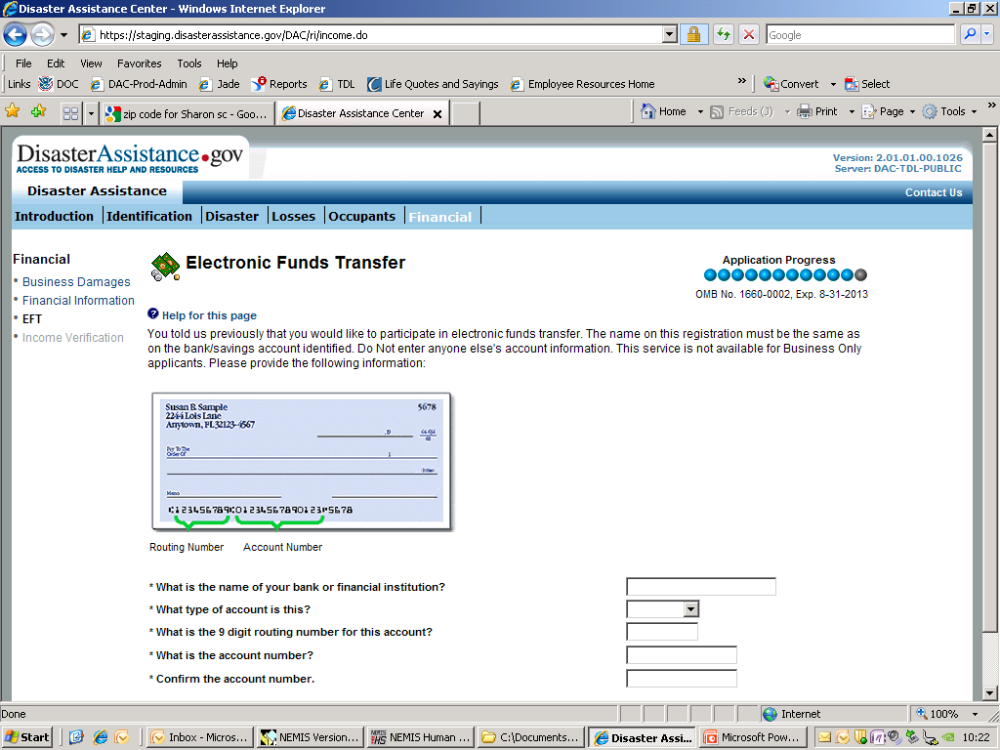 Disaster Assistance Center - Windows Internet Explorer
https://staging.disasterassistance.gov/DAC/ri/income.do
Google
File Edit View Favorites Tools Help
Links DOC DAC-Prod-Admin Jade Reports TDL Life Quotes and Sayings Employee Resources Home » Convert Select
zip code for Sharon sc - Goo... Disaster Assistance Center Home Feeds (J) Print Page Tools »
DisasterAssistance.gov
ACCESS TO DISASTER HELP AND RESOURCES
Version: 2.01.01.00.1026
Server: DAC-TDL-PUBLIC
Disaster Assistance
Contact Us
Introduction Identification Disaster Losses Occupants Financial
Financial
• Business Damages
• Financial Information
• EFT
• Income Verification
Electronic Funds Transfer
Application Progress
OMB No. 1660-0002, Exp. 8-31-2013
Help for this page
You told us previously that you would like to participate in electronic funds transfer. The name on this registration must be the same as
on the bank/savings account identified. Do Not enter anyone else's account information. This service is not available for Business Only
applicants. Please provide the following information:
Susan B. Sample 5678
2244 Lois Lane
Anytown, FL 32123-4567
Pay To The
Order Of
Memo
123456789 01234567890123 5678
Routing Number Account Number
* What is the name of your bank or financial institution?
* What type of account is this?
* What is the 9 digit routing number for this account?
* What is the account number?
* Confirm the account number.
Done Internet 100%
Start Inbox - Micros... NEMIS Version... NEMIS Human ... C:\Documents... Disaster Assi... Microsoft Pow... 10:22